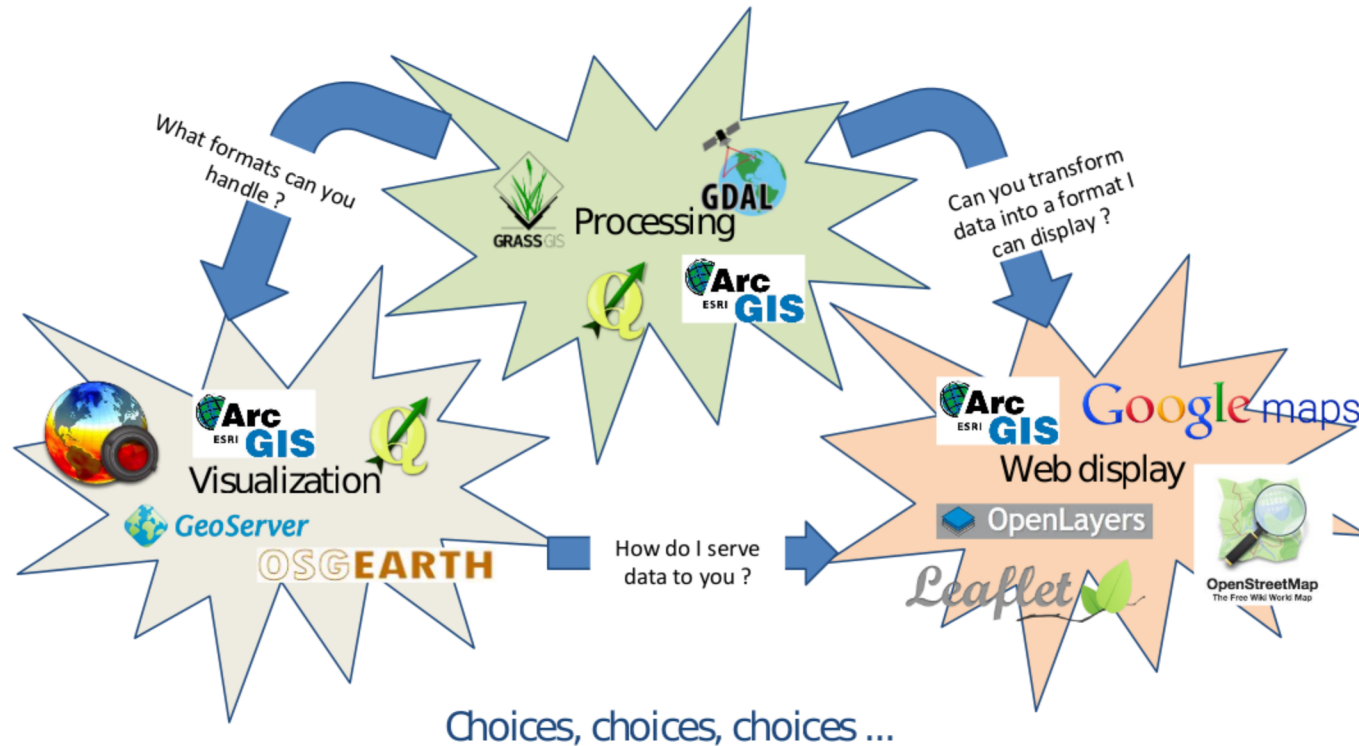 What formats can you
handle ?
GRASS GIS
Processing
GDAL
Arc
ESRI GIS
Can you transform
data into a format I
can display ?
Arc
ESRI GIS
Q
Q
Visualization
GeoServer
OSGEARTH
How do I serve
data to you ?
Arc
ESRI GIS
Google maps
Web display
OpenLayers
Leaflet
OpenStreetMap
The Free Wiki World Map
Choices, choices, choices ...